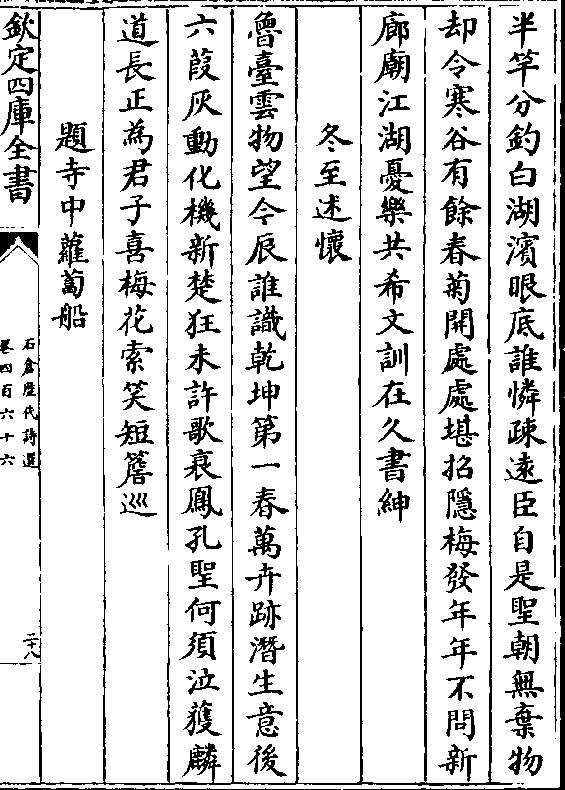 半竿分釣白湖濱眼底誰憐疎遠臣自是聖朝無棄物
却令寒谷有餘春菊開處處堪招隱梅發年年不問新
廊廟江湖憂樂共希文訓在久書紳
冬至述懷
魯臺雲物望今辰誰識乾坤第一春萬卉跡潛生意後
六葭灰動化機新楚狂未許歌衰鳳孔聖何須泣獲麟
道長正為君子喜梅花索笑短簷巡
題寺中蘿蔔船
欽定四庫全書
石倉歷代詩選
卷四百六十六
二八